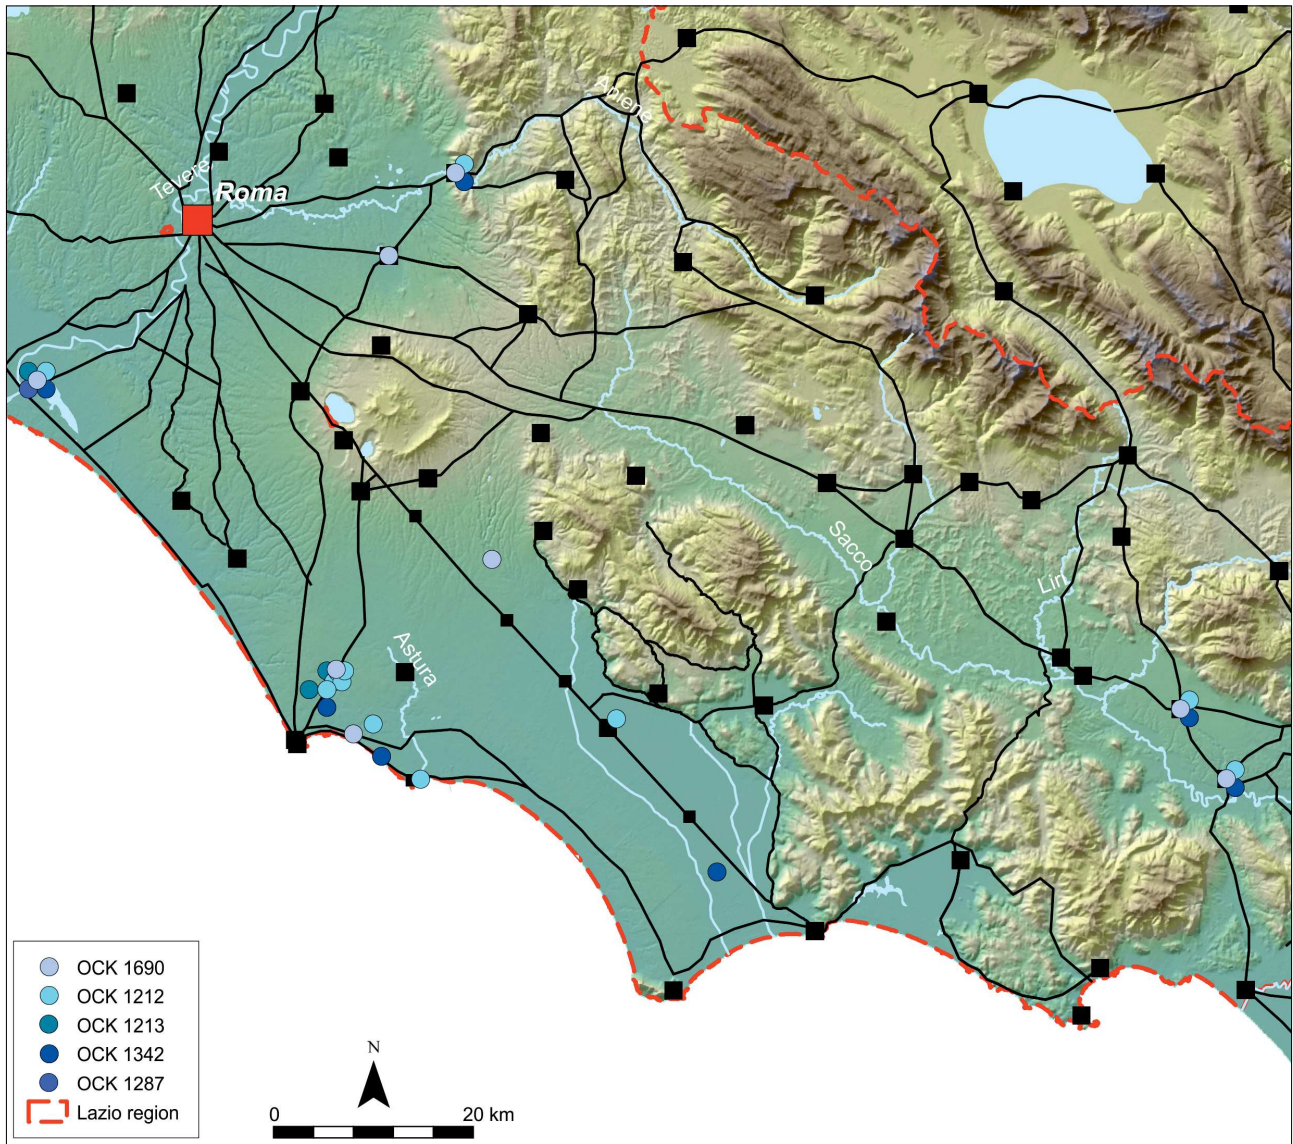 Aniene
Tevere
Roma
Sacco
Liri
Astura
OCK 1690
OCK 1212
OCK 1213
OCK 1342
OCK 1287
Lazio region
N
0 20 km